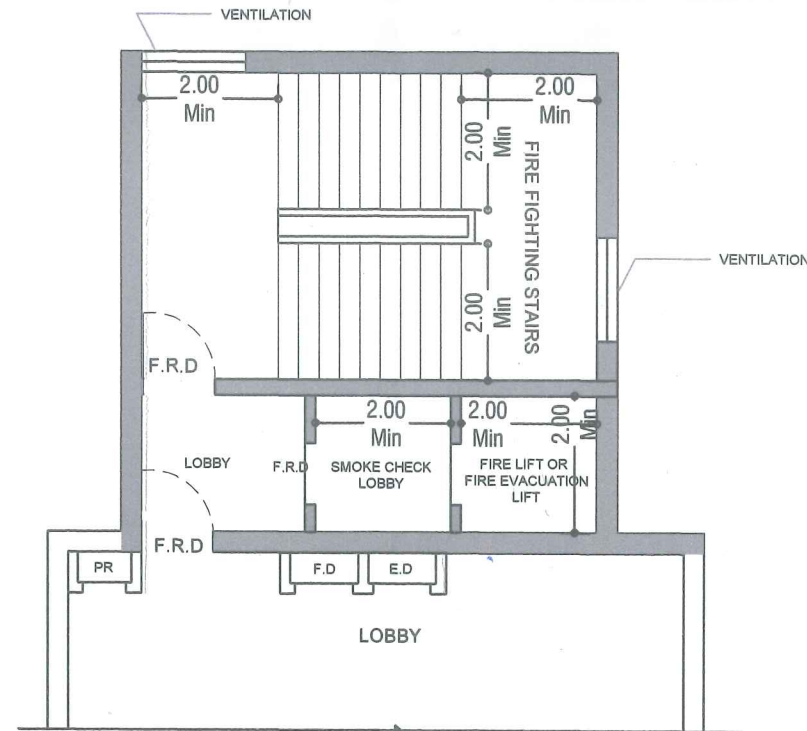 VENTILATION
2.00
Min
2.00
Min
2.00
Min
FIRE FIGHTING STAIRS
VENTILATION
2.00
Min
F.R.D
2.00
Min
2.00
Min
2.00
Min
LOBBY
F.R.D
SMOKE CHECK
LOBBY
FIRE LIFT OR
FIRE EVACUATION
LIFT
F.R.D
PR
F.D
E.D
LOBBY